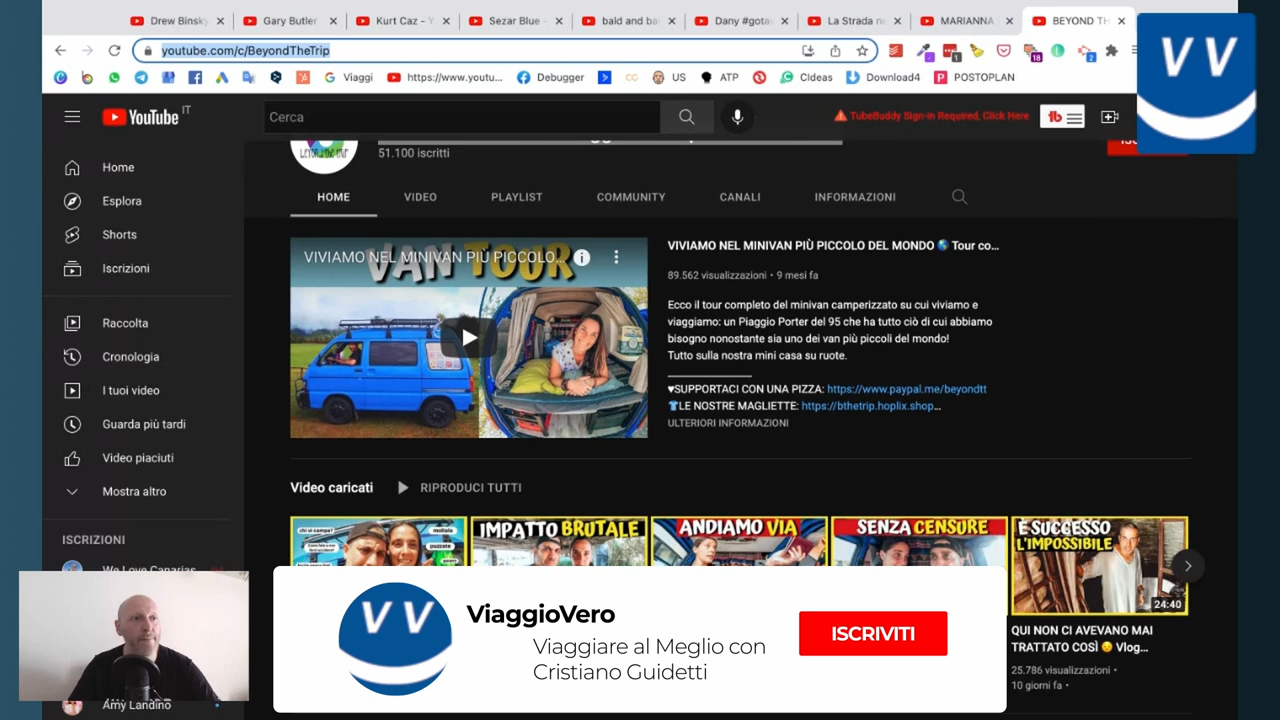 Drew Binsky
Gary Butler
Kurt Caz - Y
Sezar Blue -
bald and ba
Dany #gota
La Strada n
MARIANNA
BEYOND TH
youtube.com/c/BeyondTheTrip
Viaggi
https://www.youtu...
Debugger
CG
US
ATP
CIdeas
Download4
POSTOPLAN
YouTube IT
Cerca
TubeBuddy Sign-in Required, Click Here
VV
51.100 iscritti
HOME
VIDEO
PLAYLIST
COMMUNITY
CANALI
INFORMAZIONI
Home
Esplora
Shorts
Iscrizioni
Raccolta
Cronologia
I tuoi video
Guarda più tardi
Video piaciuti
Mostra altro
ISCRIZIONI
We Love Canarias
Amy Landino
VAN TOUR
VIVIAMO NEL MINIVAN PIÙ PICCOLO...
VIVIAMO NEL MINIVAN PIÙ PICCOLO DEL MONDO 🌎 Tour co...
89.562 visualizzazioni • 9 mesi fa
Ecco il tour completo del minivan camperizzato su cui viviamo e
viaggiamo: un Piaggio Porter del 95 che ha tutto ciò di cui abbiamo
bisogno nonostante sia uno dei van più piccoli del mondo!
Tutto sulla nostra mini casa su ruote.
♥SUPPORTACI CON UNA PIZZA: https://www.paypal.me/beyondtt
👕LE NOSTRE MAGLIETTE: https://bthetrip.hoplix.shop...
ULTERIORI INFORMAZIONI
Video caricati
RIPRODUCI TUTTI
IMPATTO BRUTALE
ANDIAMO VIA
SENZA CENSURE
È SUCCESSO
L'IMPOSSIBILE
24:40
QUI NON CI AVEVANO MAI
TRATTATO COSÌ 😔 Vlog...
25.786 visualizzazioni •
10 giorni fa •
VV
ViaggioVero
Viaggiare al Meglio con
Cristiano Guidetti
ISCRIVITI